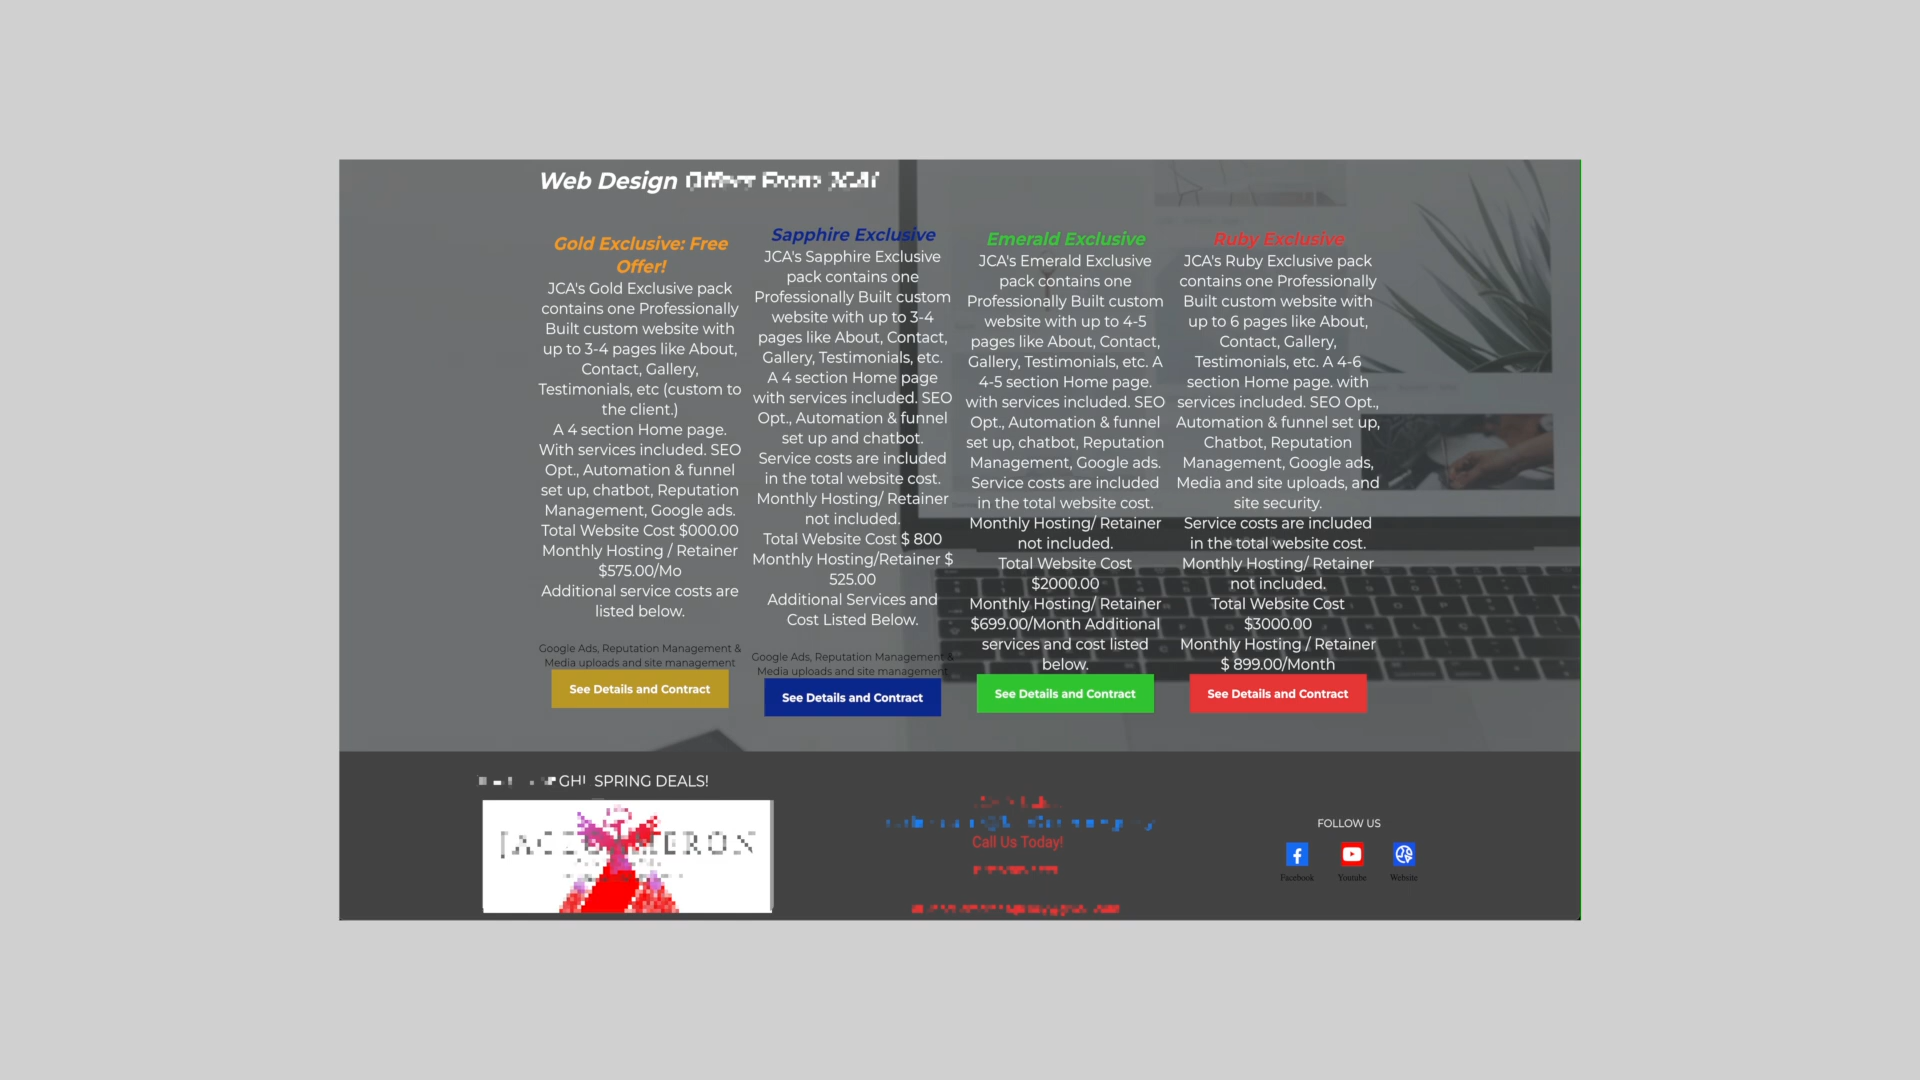 Web Design
Gold Exclusive: Free
Offer!
JCA's Gold Exclusive pack
contains one Professionally
Built custom website with
up to 3-4 pages like About,
Contact, Gallery,
Testimonials, etc (custom to
the client.)
A 4 section Home page.
With services included. SEO
Opt., Automation & funnel
set up, chatbot, Reputation
Management, Google ads.
Total Website Cost $000.00
Monthly Hosting / Retainer
$575.00/Mo
Additional service costs are
listed below.
Google Ads, Reputation Management &
Media uploads and site management
See Details and Contract
Sapphire Exclusive
JCA's Sapphire Exclusive
pack contains one
Professionally Built custom
website with up to 3-4
pages like About, Contact,
Gallery, Testimonials, etc.
A 4 section Home page
with services included. SEO
Opt., Automation & funnel
set up and chatbot.
Service costs are included
in the total website cost.
Monthly Hosting/ Retainer
not included.
Total Website Cost $ 800
Monthly Hosting/Retainer $
525.00
Additional Services and
Cost Listed Below.
Google Ads, Reputation Management &
Media uploads and site management
See Details and Contract
Emerald Exclusive
JCA's Emerald Exclusive
pack contains one
Professionally Built custom
website with up to 4-5
pages like About, Contact,
Gallery, Testimonials, etc. A
4-5 section Home page.
with services included. SEO
Opt., Automation & funnel
set up, chatbot, Reputation
Management, Google ads.
Service costs are included
in the total website cost.
Monthly Hosting/ Retainer
not included.
Total Website Cost
$2000.00
Monthly Hosting/ Retainer
$699.00/Month Additional
services and cost listed
below.
See Details and Contract
Ruby Exclusive
JCA's Ruby Exclusive pack
contains one Professionally
Built custom website with
up to 6 pages like About,
Contact, Gallery,
Testimonials, etc. A 4-6
section Home page. with
services included. SEO Opt.,
Automation & funnel set up,
Chatbot, Reputation
Management, Google ads,
Media and site uploads, and
site security.
Service costs are included
in the total website cost.
Monthly Hosting/ Retainer
not included.
Total Website Cost
$3000.00
Monthly Hosting / Retainer
$ 899.00/Month
See Details and Contract
SPRING DEALS!
Call Us Today!
FOLLOW US
Facebook
Youtube
Website